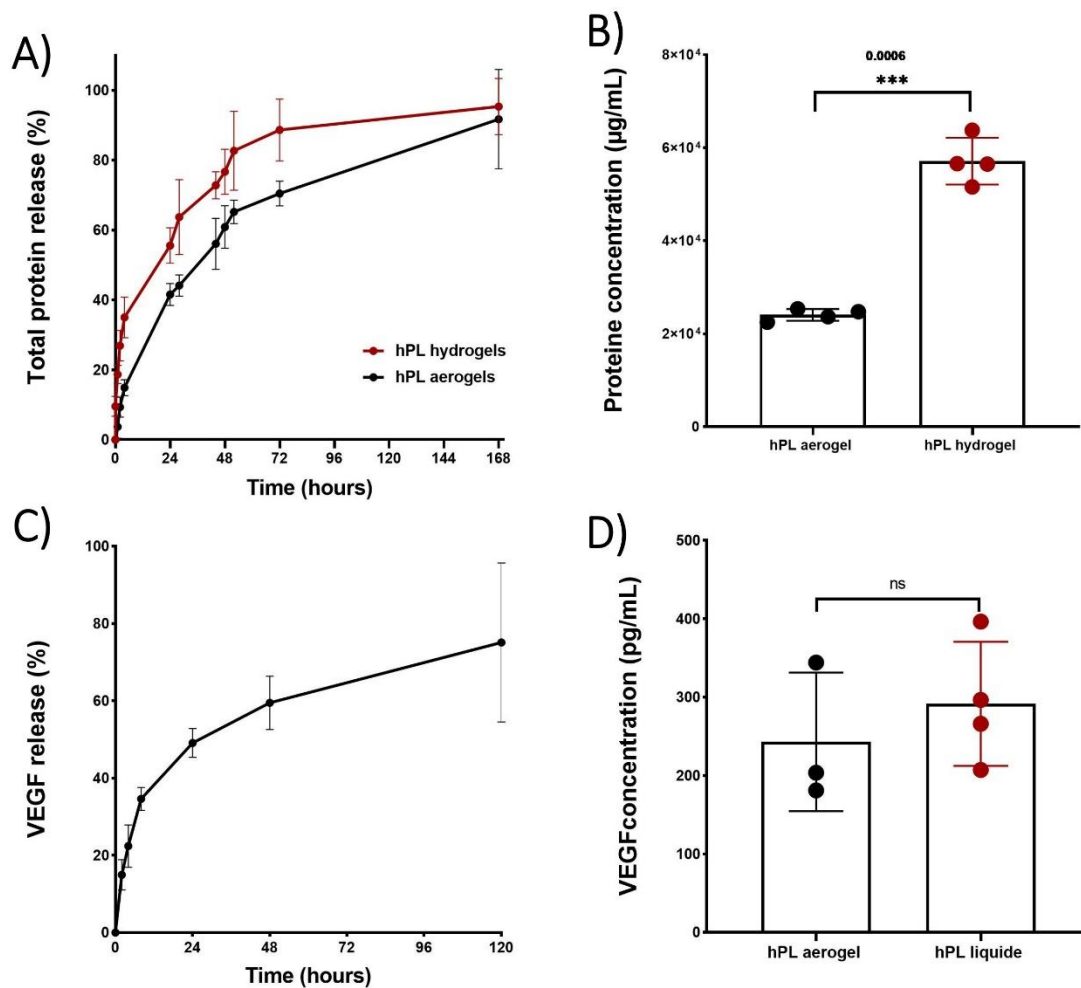 A)
Total protein release (%)
100
80
60
40
20
0
hPL hydrogels
hPL aerogels
0 24 48 72 96 120 144 168
Time (hours)
B)
Proteine concentration (µg/mL)
0.0006
***
8×10⁴
6×10⁴
4×10⁴
2×10⁴
0
hPL aerogel hPL hydrogel
C)
VEGF release (%)
100
80
60
40
20
0
0 24 48 72 96 120
Time (hours)
D)
VEGFconcentration (pg/mL)
500
400
300
200
100
0
ns
hPL aerogel hPL liquide